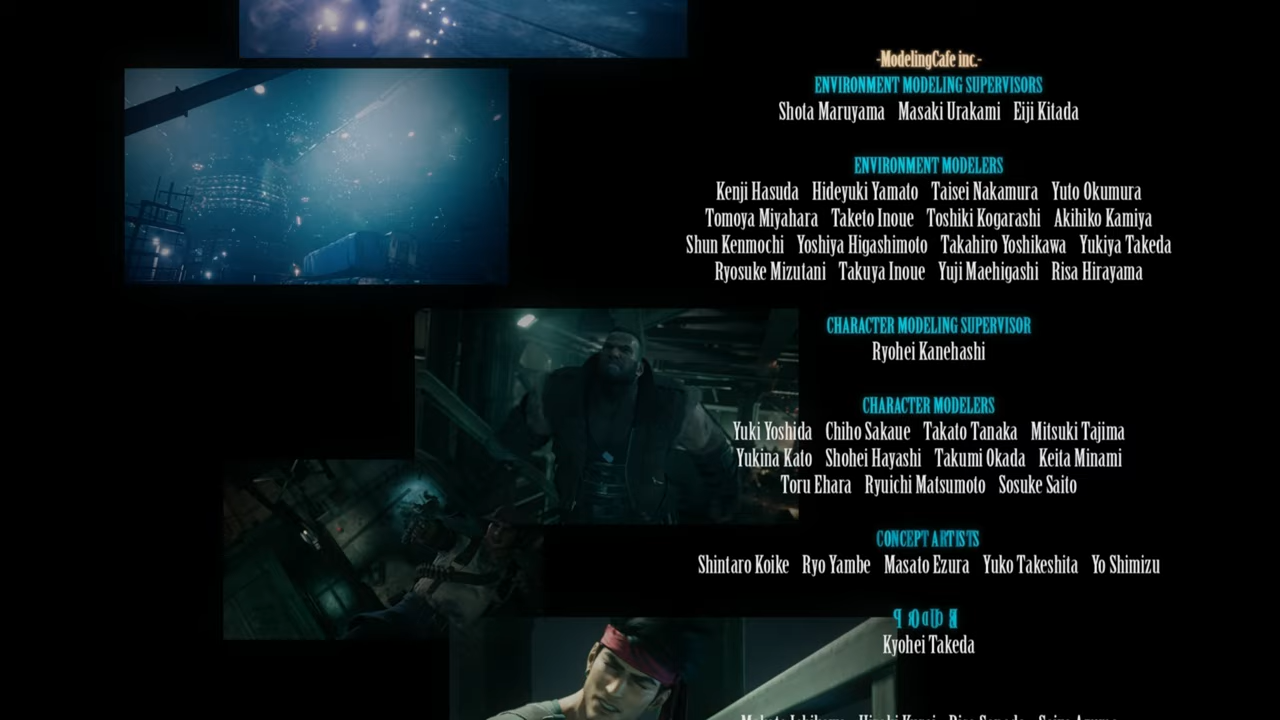 -ModelingCafe inc.-
ENVIRONMENT MODELING SUPERVISORS
Shota Maruyama Masaki Urakami Eiji Kitada
ENVIRONMENT MODELERS
Kenji Hasuda Hideyuki Yamato Taisei Nakamura Yuto Okumura
Tomoya Miyahara Taketo Inoue Toshiki Kogarashi Akihiko Kamiya
Shun Kenmochi Yoshiya Higashimoto Takahiro Yoshikawa Yukiya Takeda
Ryosuke Mizutani Takuya Inoue Yuji Maehigashi Risa Hirayama
CHARACTER MODELING SUPERVISOR
Ryohei Kanehashi
CHARACTER MODELERS
Yuki Yoshida Chiho Sakaue Takato Tanaka Mitsuki Tajima
Yukina Kato Shohei Hayashi Takumi Okada Keita Minami
Toru Ehara Ryuichi Matsumoto Sosuke Saito
CONCEPT ARTISTS
Shintaro Koike Ryo Yambe Masato Ezura Yuko Takeshita Yo Shimizu
Kyohei Takeda